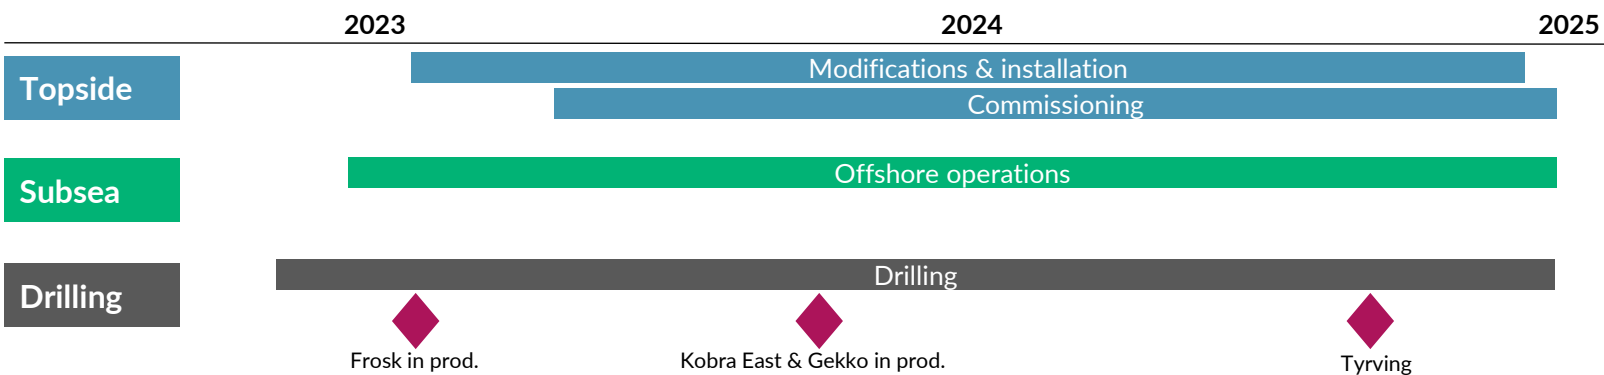 2023 2024 2025
Topside
Modifications & installation
Commissioning
Subsea
Offshore operations
Drilling
Drilling
Frosk in prod.
Kobra East & Gekko in prod.
Tyrving